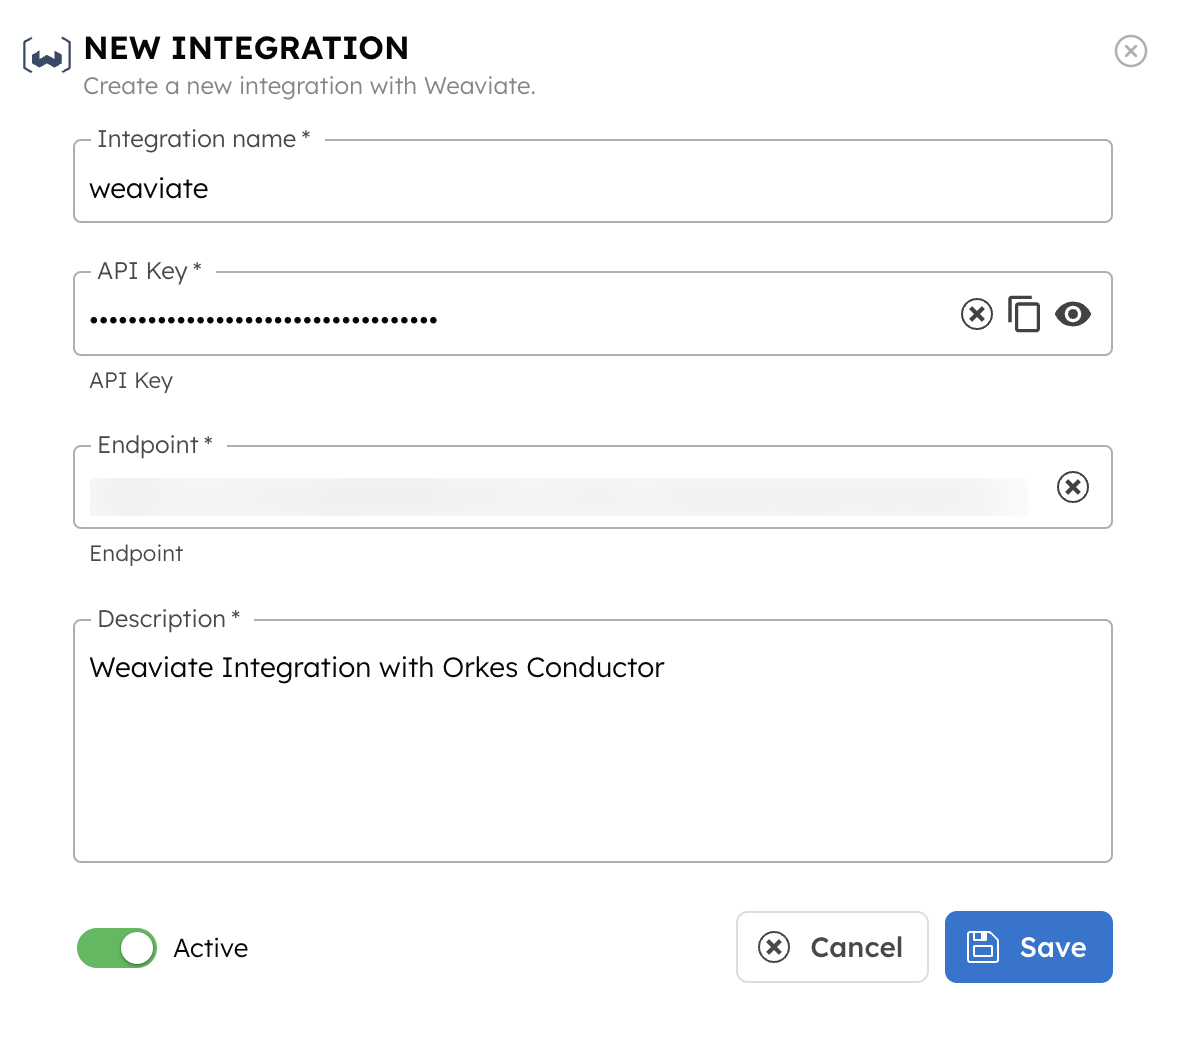 NEW INTEGRATION
Create a new integration with Weaviate.
Integration name *
weaviate
API Key *
••••••••••••••••••••••••••••••••••••
API Key
Endpoint *
Endpoint
Description *
Weaviate Integration with Orkes Conductor
Active
Cancel
Save